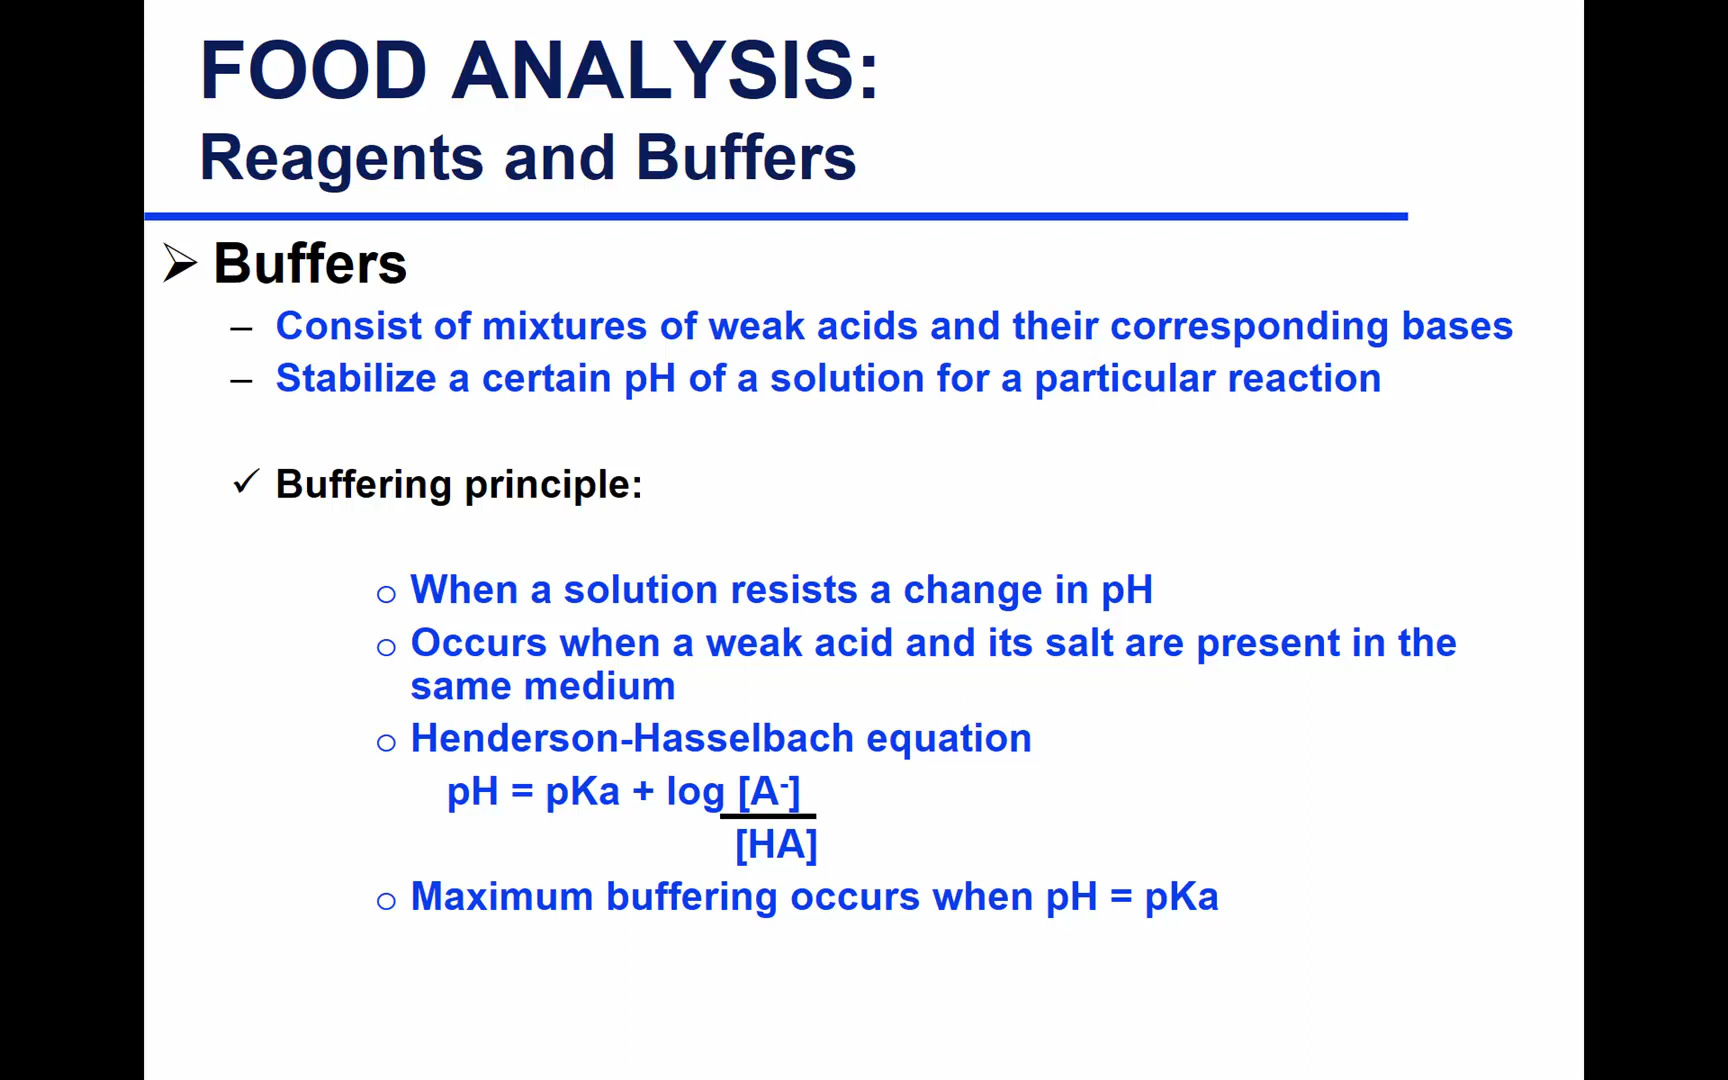 FOOD ANALYSIS:
Reagents and Buffers
➢ Buffers
– Consist of mixtures of weak acids and their corresponding bases
– Stabilize a certain pH of a solution for a particular reaction
✓ Buffering principle:
o When a solution resists a change in pH
o Occurs when a weak acid and its salt are present in the
same medium
o Henderson-Hasselbach equation
pH = pKa + log [A⁻]
[HA]
o Maximum buffering occurs when pH = pKa